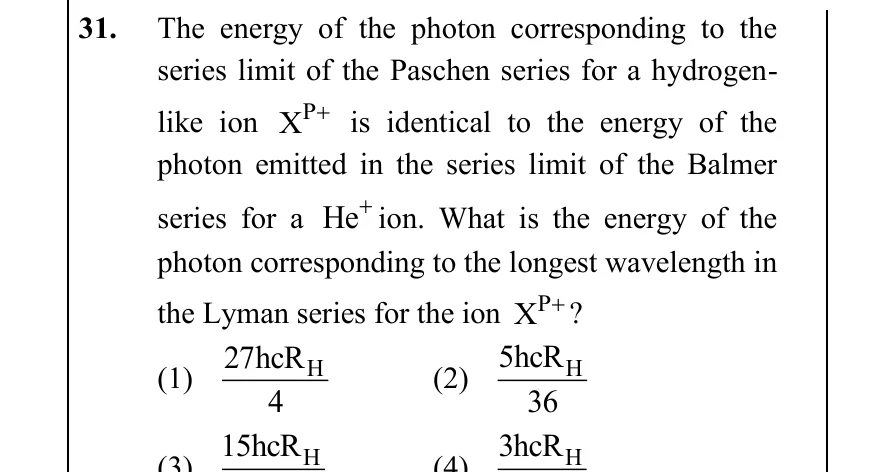 31. The energy of the photon corresponding to the
series limit of the Paschen series for a hydrogen-
like ion X^{P+} is identical to the energy of the
photon emitted in the series limit of the Balmer
series for a He^{+} ion. What is the energy of the
photon corresponding to the longest wavelength in
the Lyman series for the ion X^{P+}?
(1) \frac{27hcR_H}{4} (2) \frac{5hcR_H}{36}
(3) 15hcR_H (4) 3hcR_H